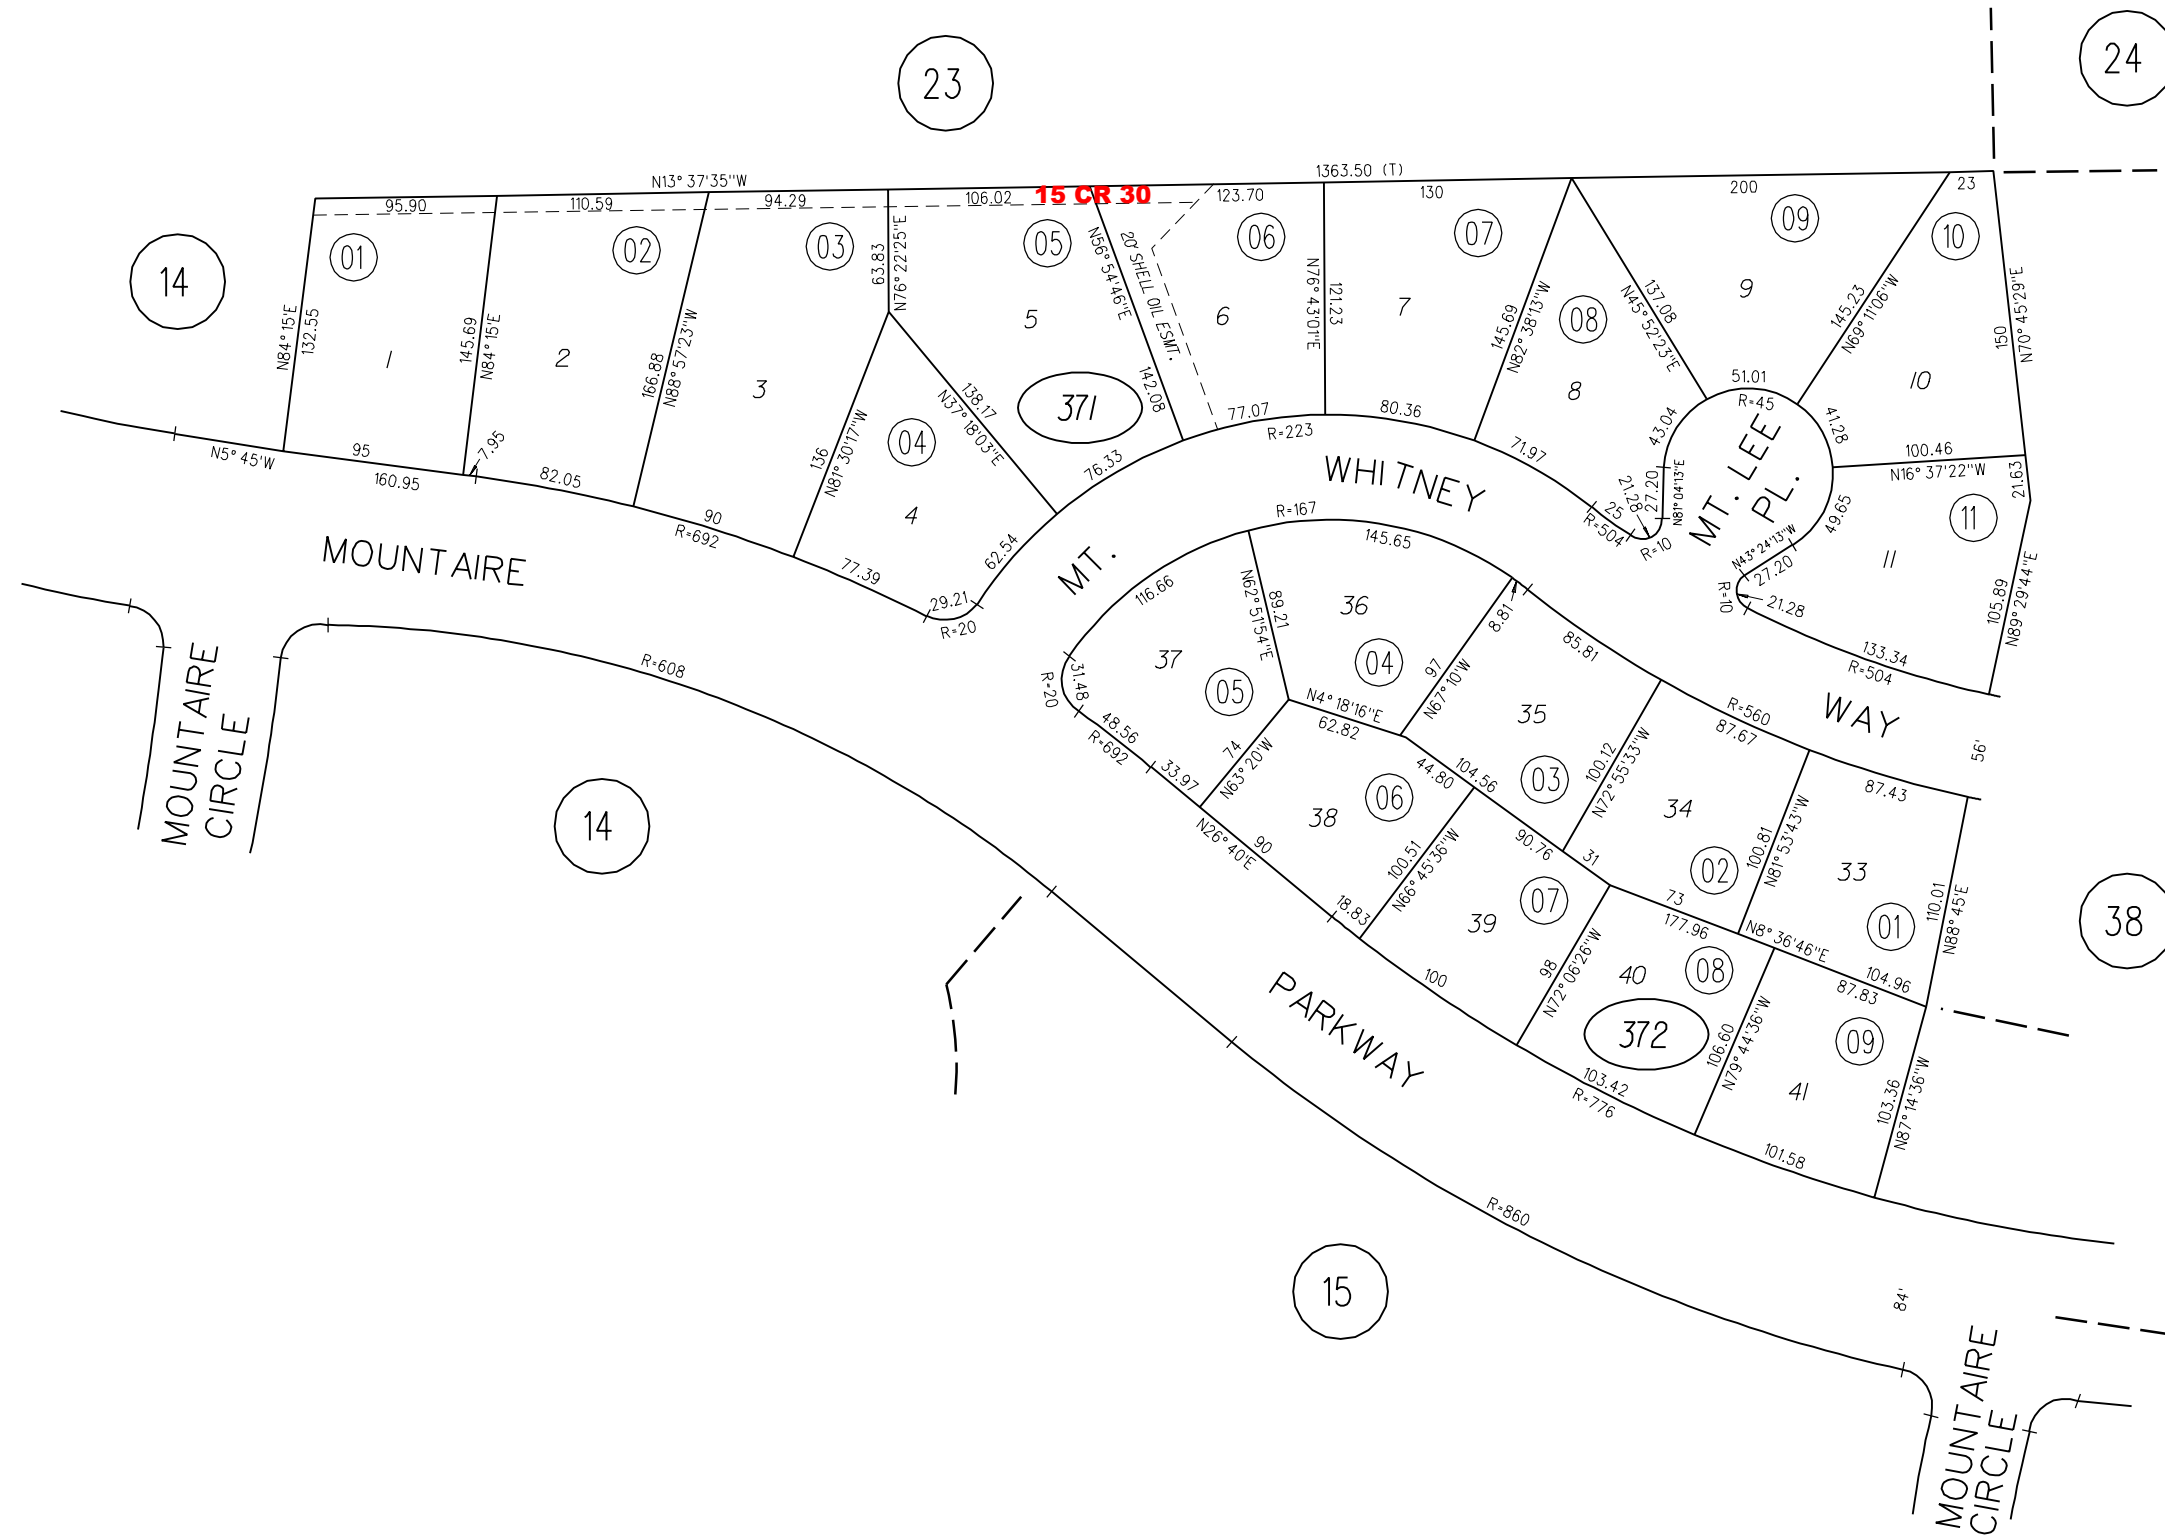 23
24
14
1363.50 (T)
N13° 37'35"W
95.90
110.59
94.29
106.02
15 CR 30
123.70
130
200
23
01
02
03
05
06
07
09
10
N84° 15'E
132.55
145.69
N84° 15'E
166.88
N88° 57'23"W
63.83
N76° 22'25"E
N56° 54'46"E
142.08
20' SHELL OIL ESMT.
N76° 43'01"E
121.23
145.69
N82° 38'13"W
08
137.08
N45° 52'23"E
145.23
N69° 11'06"W
150
N70° 45'29"E
1
2
3
4
5
6
7
8
9
10
04
371
136
N81° 30'17"W
138.17
N37° 18'03"E
N5° 45'W
95
160.95
7.95
82.05
90
R=692
77.39
29.21
R=20
62.54
76.33
77.07
R=223
80.36
71.97
25
R=504
21.28
27.20
N81° 04'13"E
R=10
43.04
51.01
R=45
41.28
49.65
100.46
N16° 37'22"W
21.63
11
11
105.89
N89° 29'44"E
MT. LEE
PL.
N43° 24'13"W
27.20
R=10
21.28
133.34
R=504
MOUNTAIRE
MT.
WHITNEY
WAY
56'
R=167
145.65
116.66
N62° 51'54"E
89.21
36
04
37
05
R=20
31.48
48.56
R=692
33.97
74
N63° 20'W
N4° 18'16"E
62.82
97
N67° 10'W
8.81
85.81
35
03
100.12
N72° 55'33"W
R=560
87.67
34
02
87.43
100.81
N81° 53'43"W
33
01
110.01
N88° 45'E
38
44.80
104.56
90.76
31
73
177.96
N8° 36'46"E
104.96
87.83
38
06
N26° 40'E
90
18.83
100.51
N66° 45'36"W
39
07
100
98
N72° 06'26"W
40
08
372
103.42
R=776
106.60
N79° 44'36"W
41
09
101.58
103.36
N87° 14'36"W
R=608
MOUNTAIRE
CIRCLE
14
PARKWAY
R=860
15
84'
MOUNTAIRE
CIRCLE